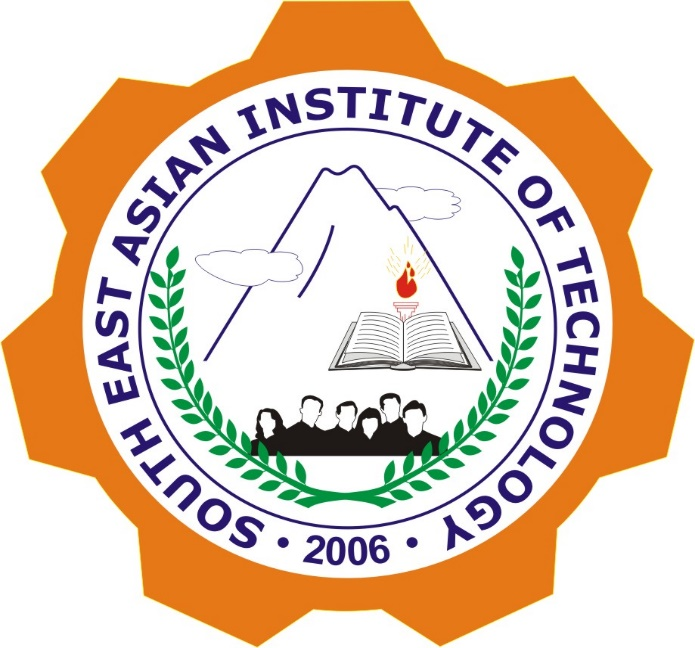 SOUTH EAST ASIAN INSTITUTE OF TECHNOLOGY
• 2006 •